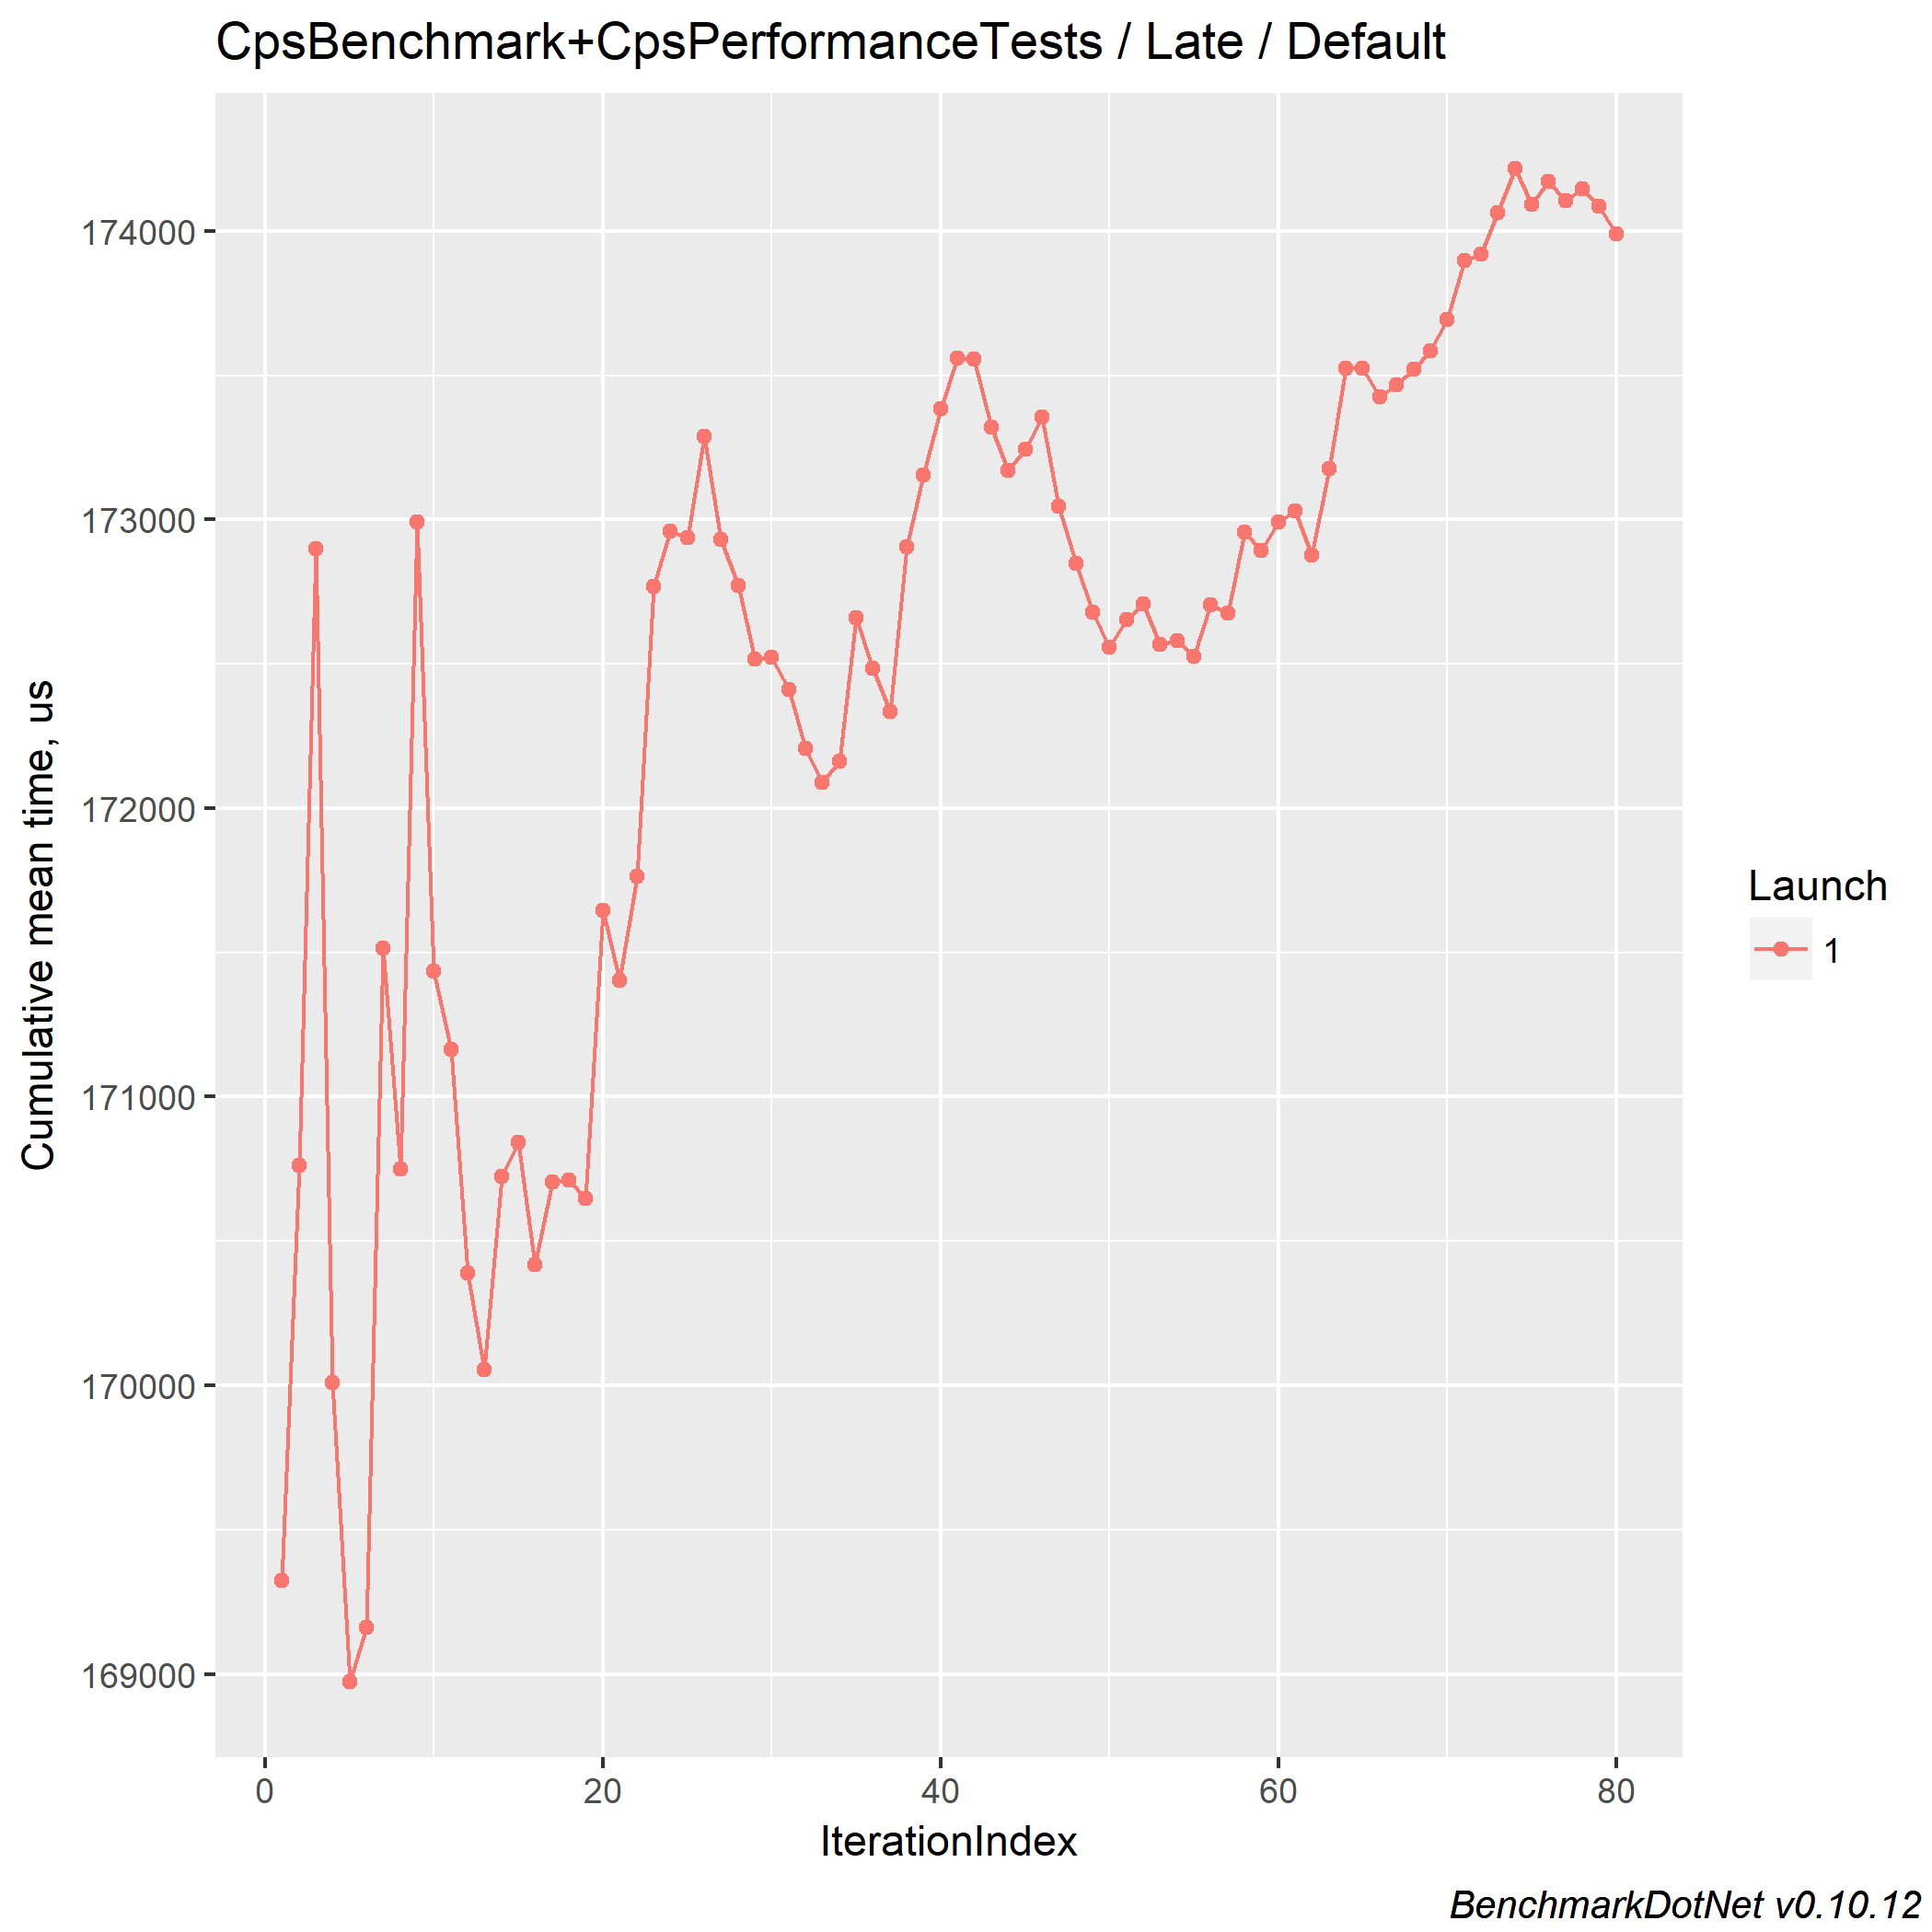 CpsBenchmark+CpsPerformanceTests / Late / Default
Cumulative mean time, us
174000
173000
172000
171000
170000
169000
0 20 40 60 80
IterationIndex
Launch
1
BenchmarkDotNet v0.10.12